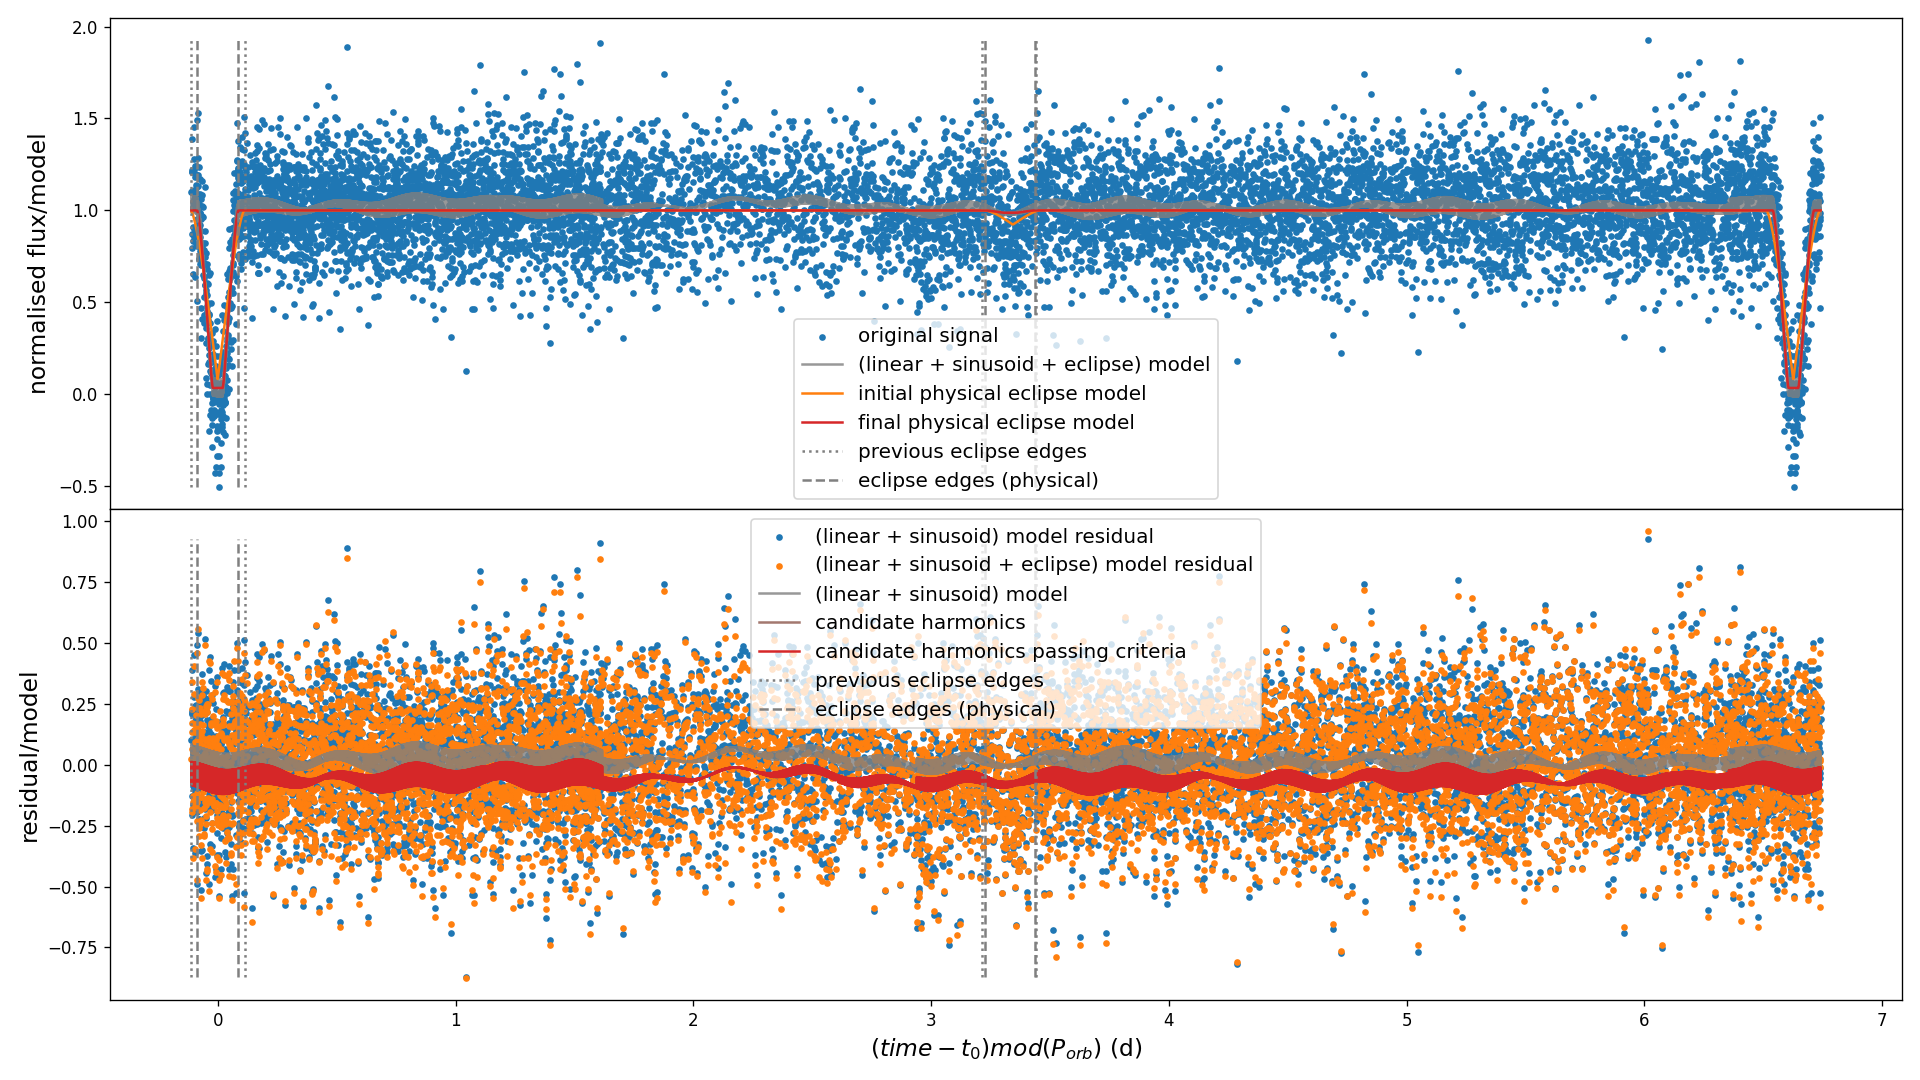 2.0
1.5
1.0
0.5
0.0
−0.5
normalised flux/model
original signal
(linear + sinusoid + eclipse) model
initial physical eclipse model
final physical eclipse model
previous eclipse edges
eclipse edges (physical)
1.00
0.75
0.50
0.25
0.00
−0.25
−0.50
−0.75
residual/model
(linear + sinusoid) model residual
(linear + sinusoid + eclipse) model residual
(linear + sinusoid) model
candidate harmonics
candidate harmonics passing criteria
previous eclipse edges
eclipse edges (physical)
0 1 2 3 4 5 6 7
(time − t₀)mod(P_orb) (d)